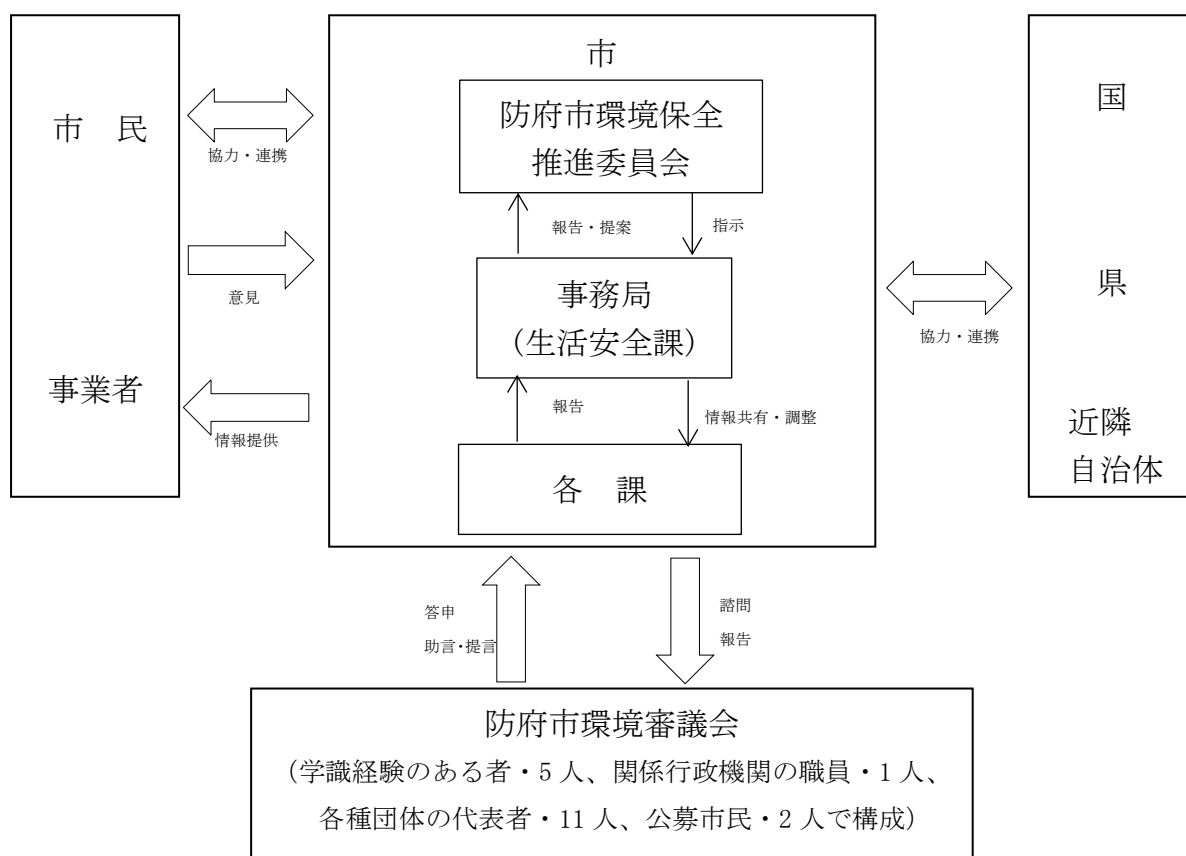 市
防府市環境保全
推進委員会
報告・提案
指示
事務局
(生活安全課)
報告
情報共有・調整
各　課
市　民
事業者
協力・連携
意見
情報提供
国
県
近隣
自治体
協力・連携
答申
助言・提言
諮問
報告
防府市環境審議会
（学識経験のある者・5 人、関係行政機関の職員・1 人、
各種団体の代表者・11 人、公募市民・2 人で構成）